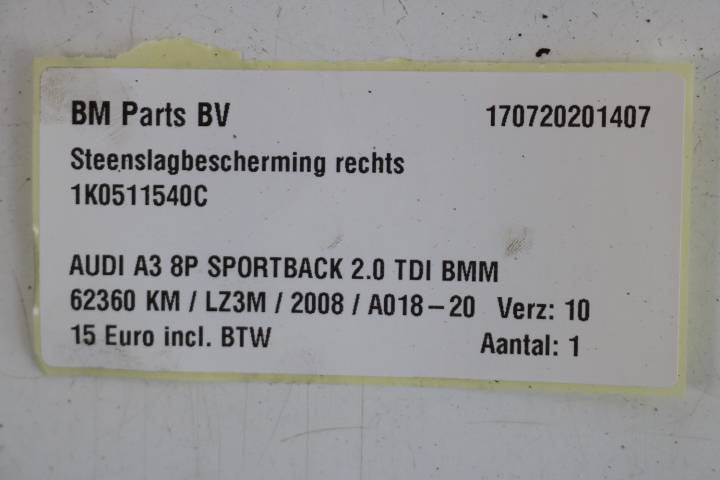 BM Parts BV 170720201407
Steenslagbescherming rechts
1K0511540C
AUDI A3 8P SPORTBACK 2.0 TDI BMM
62360 KM / LZ3M / 2008 / A018-20 Verz: 10
15 Euro incl. BTW Aantal: 1